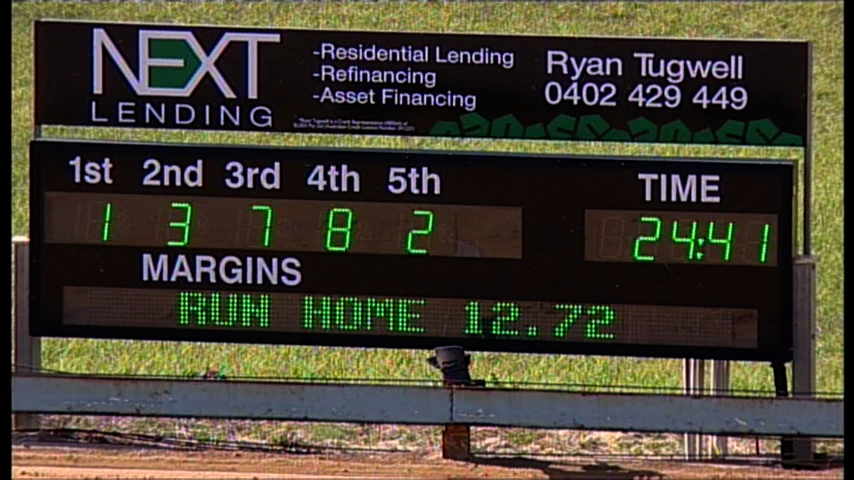 NEXT
LENDING
-Residential Lending
-Refinancing
-Asset Financing
Ryan Tugwell
0402 429 449
1st 2nd 3rd 4th 5th
TIME
1 3 7 8 2
24:41
MARGINS
RUN HOME 12.72